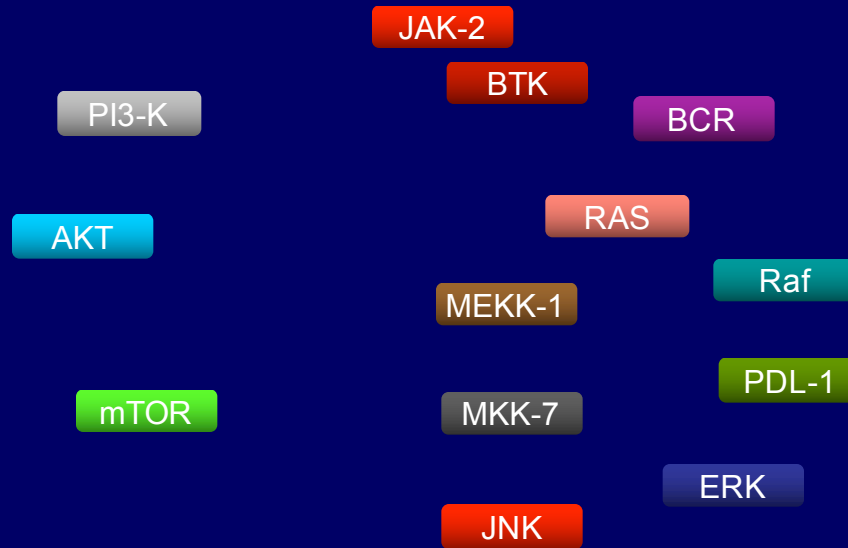 JAK-2
BTK
PI3-K
BCR
RAS
AKT
Raf
MEKK-1
PDL-1
mTOR
MKK-7
ERK
JNK